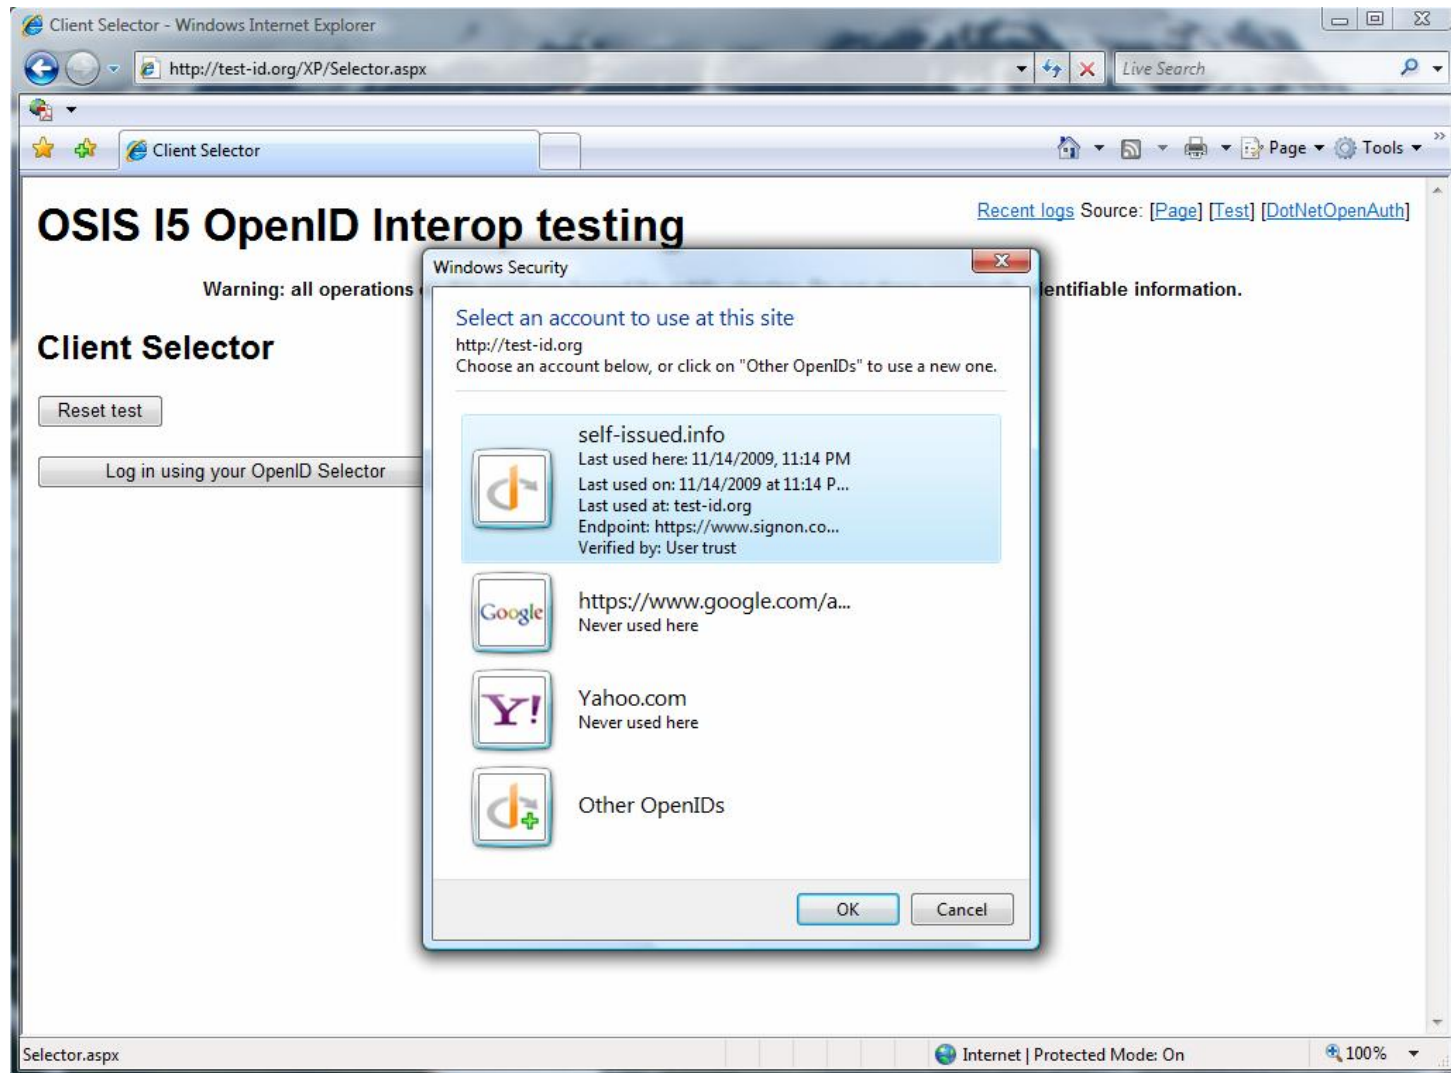 Client Selector - Windows Internet Explorer
http://test-id.org/XP/Selector.aspx
Live Search
Client Selector
Page
Tools
OSIS I5 OpenID Interop testing
Recent logs Source: [Page] [Test] [DotNetOpenAuth]
Warning: all operations
entifiable information.
Client Selector
Reset test
Log in using your OpenID Selector
Windows Security
Select an account to use at this site
http://test-id.org
Choose an account below, or click on "Other OpenIDs" to use a new one.
self-issued.info
Last used here: 11/14/2009, 11:14 PM
Last used on: 11/14/2009 at 11:14 P...
Last used at: test-id.org
Endpoint: https://www.signon.co...
Verified by: User trust
Google
https://www.google.com/a...
Never used here
Y!
Yahoo.com
Never used here
Other OpenIDs
OK
Cancel
Selector.aspx
Internet | Protected Mode: On
100%